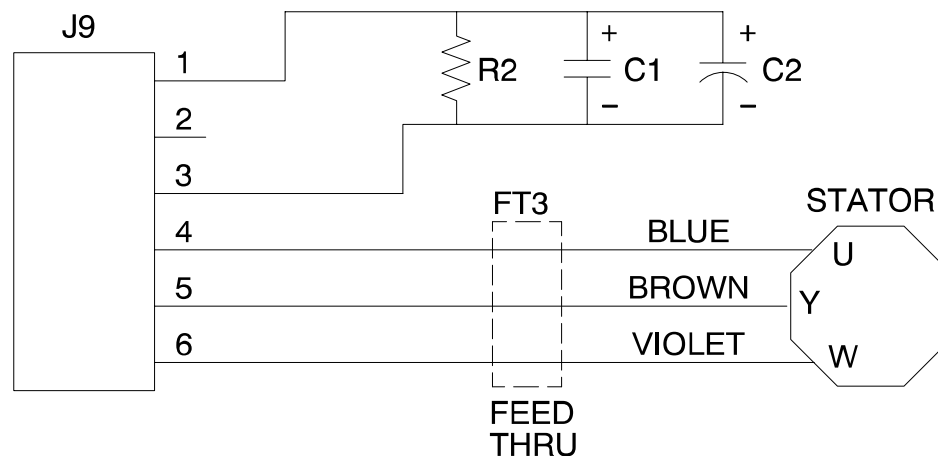 J9
1
2
3
4
5
6
R2
+
C1
−
+
C2
−
FT3
FEED
THRU
BLUE
BROWN
VIOLET
STATOR
U
Y
W